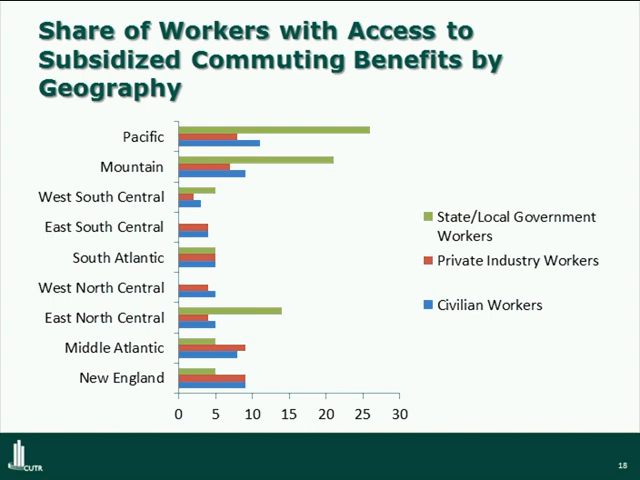 Share of Workers with Access to
Subsidized Commuting Benefits by
Geography
Pacific
Mountain
West South Central
East South Central
South Atlantic
West North Central
East North Central
Middle Atlantic
New England
0 5 10 15 20 25 30
State/Local Government
Workers
Private Industry Workers
Civilian Workers
CUTR
18